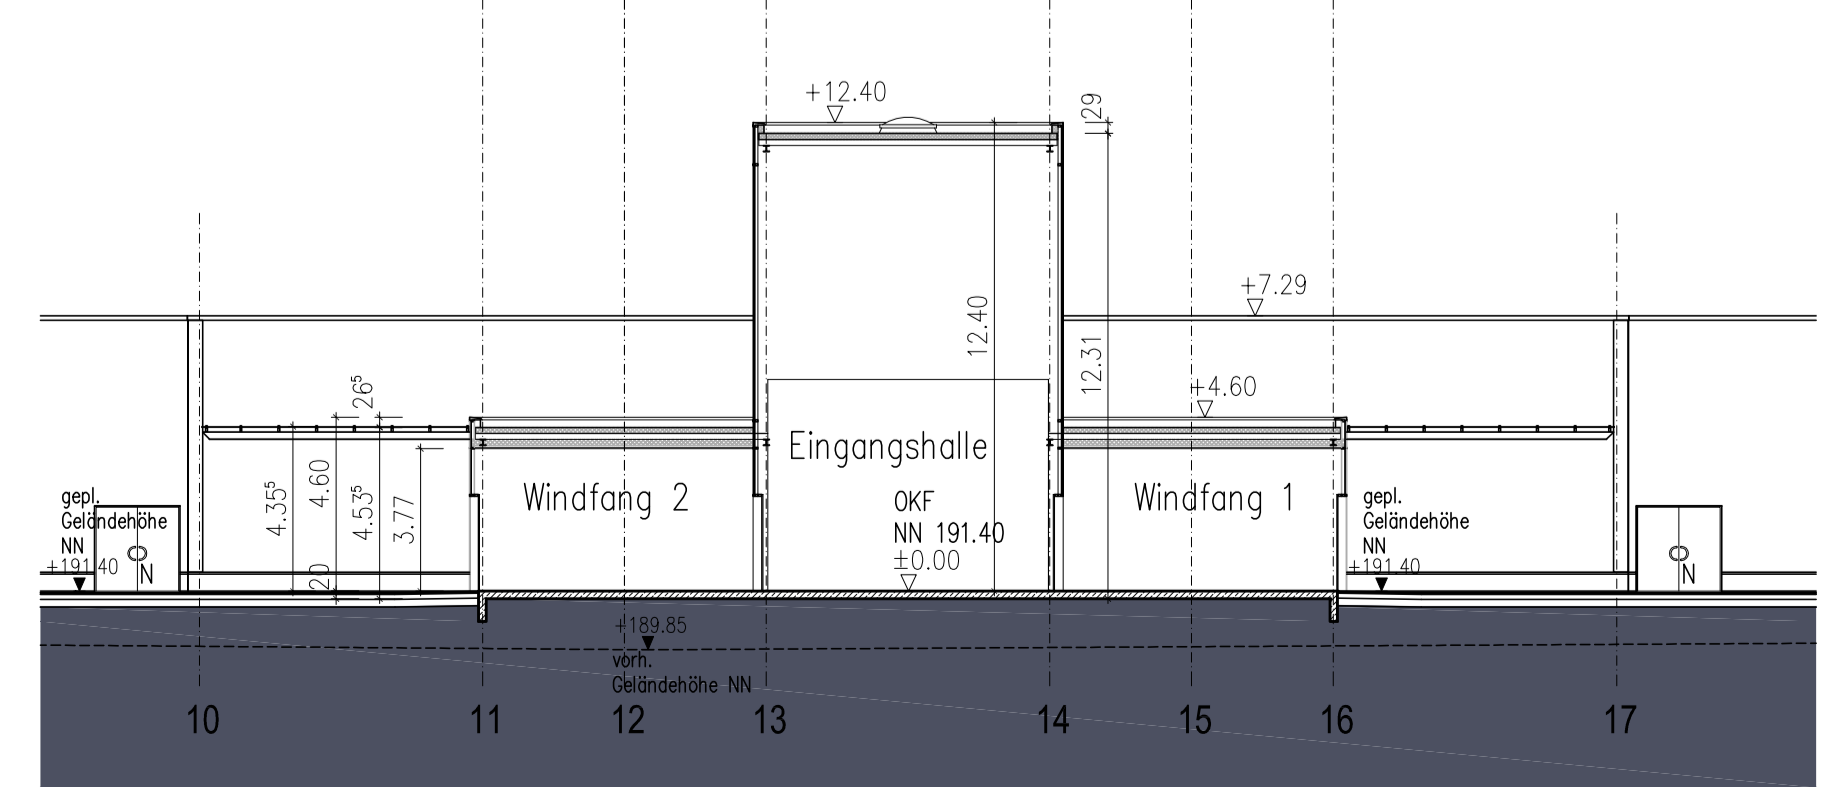 +12.40
29
+7.29
12.40
12.31
26⁵
+4.60
Eingangshalle
4.35⁵
4.60
4.53⁵
3.77
20
Windfang 2
Windfang 1
OKF
NN 191.40
±0.00
gepl.
Geländehöhe
NN
+191.40
N
gepl.
Geländehöhe
NN
+191.40
N
+189.85
vorh.
Geländehöhe NN
10
11
12
13
14
15
16
17